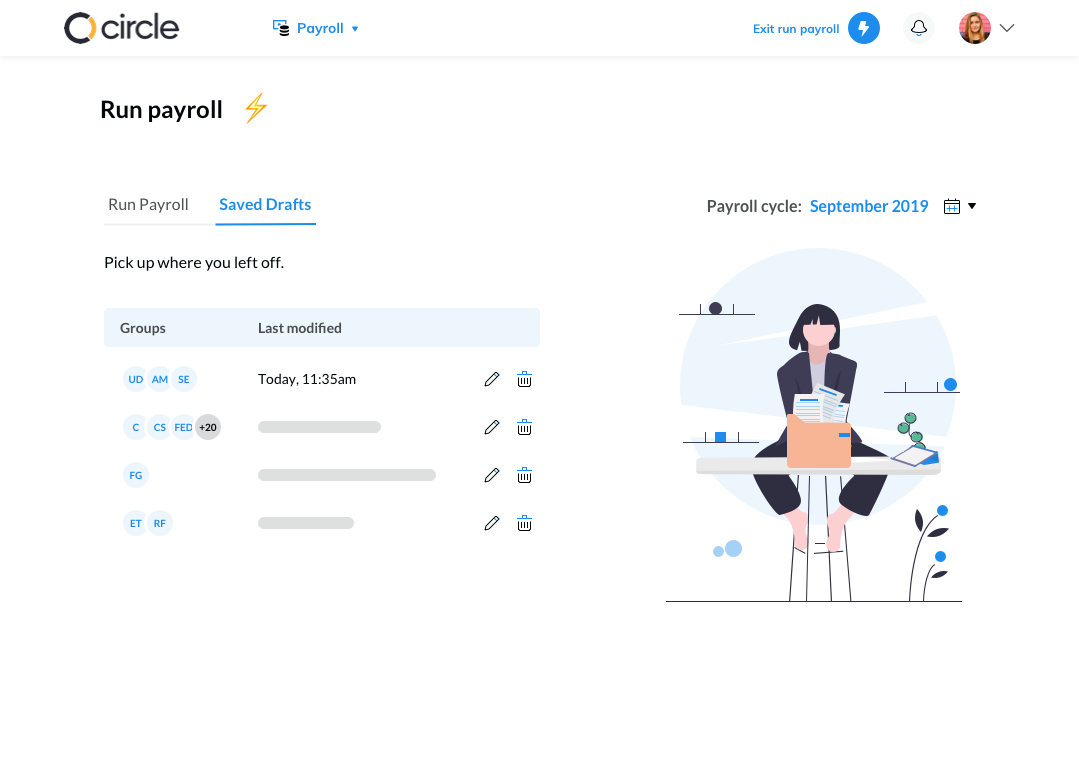 circle
Payroll
Exit run payroll
Run payroll
Run Payroll
Saved Drafts
Payroll cycle: September 2019
Pick up where you left off.
Groups Last modified
UD AM SE Today, 11:35am
C CS FED +20
FG
ET RF